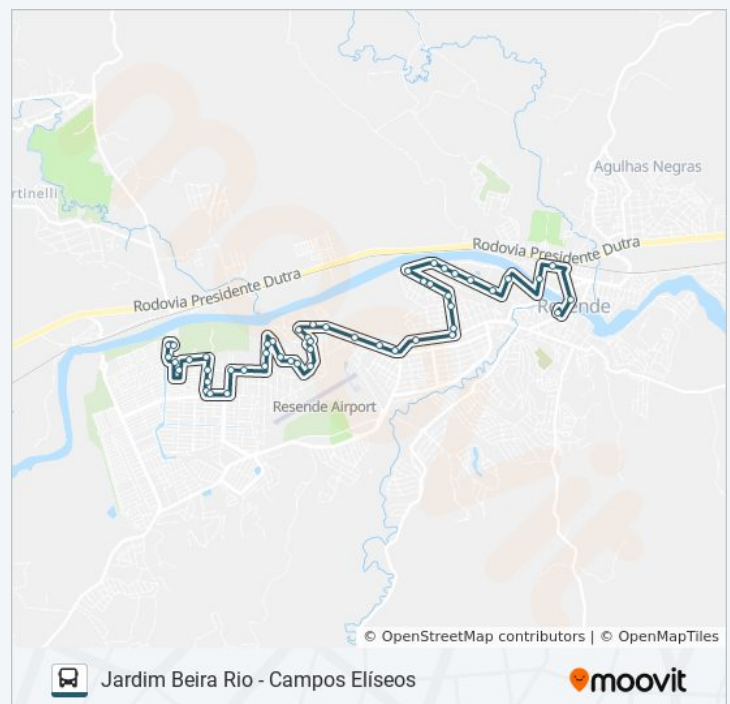 Agulhas Negras
rtinelli
Rodovia Presidente Dutra
Rodovia Presidente Dutra
Resende
Resende Airport
© OpenStreetMap contributors | © OpenMapTiles
Jardim Beira Rio - Campos Elíseos
moovit